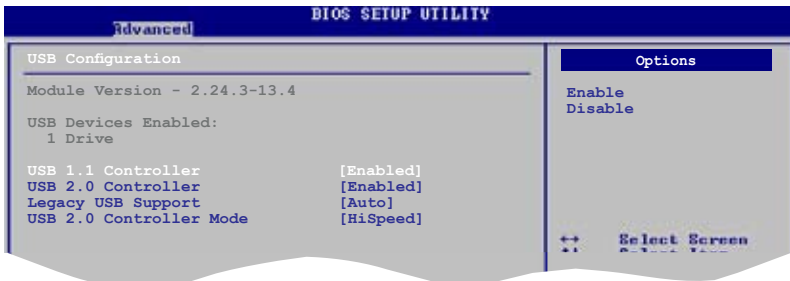 BIOS SETUP UTILITY
Advanced
USB Configuration
Module Version - 2.24.3-13.4
USB Devices Enabled:
1 Drive
USB 1.1 Controller [Enabled]
USB 2.0 Controller [Enabled]
Legacy USB Support [Auto]
USB 2.0 Controller Mode [HiSpeed]
Options
Enable
Disable
↔ Select Screen